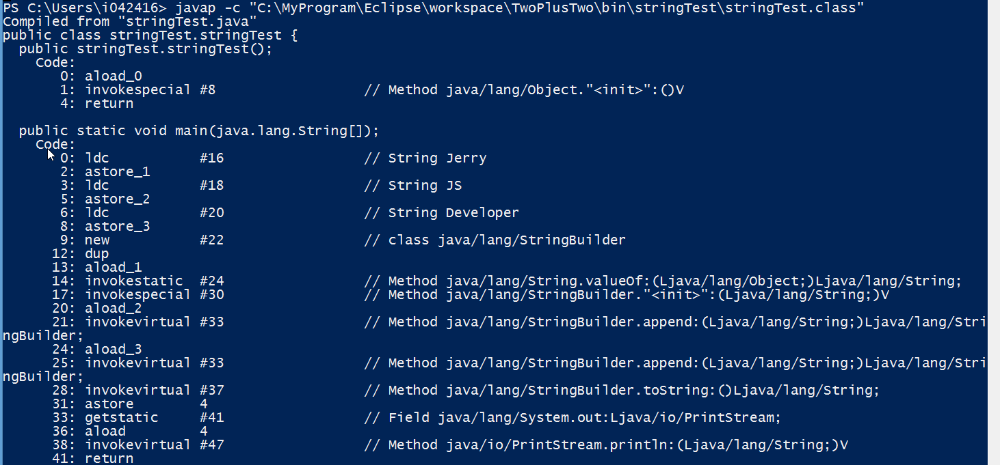 PS C:\Users\i042416> javap -c "C:\MyProgram\Eclipse\workspace\TwoPlusTwo\bin\stringTest\stringTest.class"
Compiled from "stringTest.java"
public class stringTest.stringTest {
  public stringTest.stringTest();
    Code:
       0: aload_0
       1: invokespecial #8                  // Method java/lang/Object."<init>":()V
       4: return

  public static void main(java.lang.String[]);
    Code:
       0: ldc           #16                 // String Jerry
       2: astore_1
       3: ldc           #18                 // String JS
       5: astore_2
       6: ldc           #20                 // String Developer
       8: astore_3
       9: new           #22                 // class java/lang/StringBuilder
      12: dup
      13: aload_1
      14: invokestatic  #24                 // Method java/lang/String.valueOf:(Ljava/lang/Object;)Ljava/lang/String;
      17: invokespecial #30                 // Method java/lang/StringBuilder."<init>":(Ljava/lang/String;)V
      20: aload_2
      21: invokevirtual #33                 // Method java/lang/StringBuilder.append:(Ljava/lang/String;)Ljava/lang/Stri
ngBuilder;
      24: aload_3
      25: invokevirtual #33                 // Method java/lang/StringBuilder.append:(Ljava/lang/String;)Ljava/lang/Stri
ngBuilder;
      28: invokevirtual #37                 // Method java/lang/StringBuilder.toString:()Ljava/lang/String;
      31: astore        4
      33: getstatic     #41                 // Field java/lang/System.out:Ljava/io/PrintStream;
      36: aload         4
      38: invokevirtual #47                 // Method java/io/PrintStream.println:(Ljava/lang/String;)V
      41: return